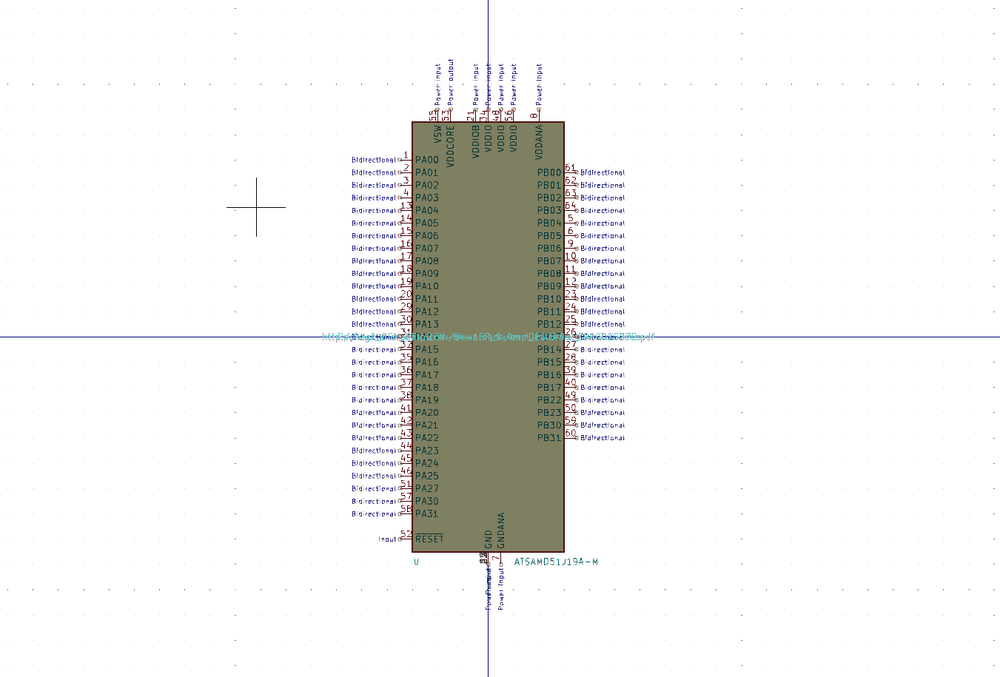 Power input
Power output
Power input
Power input
Power input
Power input
Power input
55
53
21
34
48
56
8
VSW
VDDCORE
VDDIOB
VDDIO
VDDIO
VDDIO
VDDANA
Bidirectional 1 PA00
Bidirectional 2 PA01 PB00 61 Bidirectional
Bidirectional 3 PA02 PB01 62 Bidirectional
Bidirectional 4 PA03 PB02 63 Bidirectional
Bidirectional 13 PA04 PB03 64 Bidirectional
Bidirectional 14 PA05 PB04 5 Bidirectional
Bidirectional 15 PA06 PB05 6 Bidirectional
Bidirectional 16 PA07 PB06 9 Bidirectional
Bidirectional 17 PA08 PB07 10 Bidirectional
Bidirectional 18 PA09 PB08 11 Bidirectional
Bidirectional 19 PA10 PB09 12 Bidirectional
Bidirectional 20 PA11 PB10 23 Bidirectional
Bidirectional 29 PA12 PB11 24 Bidirectional
Bidirectional 30 PA13 PB12 25 Bidirectional
31 26
Bidirectional 32 PA15 PB14 27 Bidirectional
Bidirectional 35 PA16 PB15 28 Bidirectional
Bidirectional 36 PA17 PB16 39 Bidirectional
Bidirectional 37 PA18 PB17 40 Bidirectional
Bidirectional 38 PA19 PB22 49 Bidirectional
Bidirectional 41 PA20 PB23 50 Bidirectional
Bidirectional 42 PA21 PB30 59 Bidirectional
Bidirectional 43 PA22 PB31 60 Bidirectional
Bidirectional 44 PA23
Bidirectional 45 PA24
Bidirectional 46 PA25
Bidirectional 51 PA27
Bidirectional 57 PA30
Bidirectional 58 PA31
Input 52 RESET
GND
GNDANA
7
Power input
U ATSAMD51J19A-M